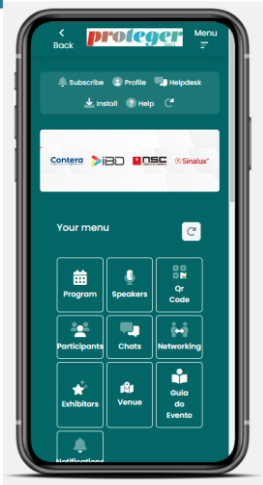 Back
proteger
Menu
Subscribe Profile Helpdesk
Install Help
Contera IBD NSC Sinalux
Your menu
Program
Speakers
Qr
Code
Participants
Chats
Networking
Exhibitors
Venue
Guia
do
Evento
Notifications